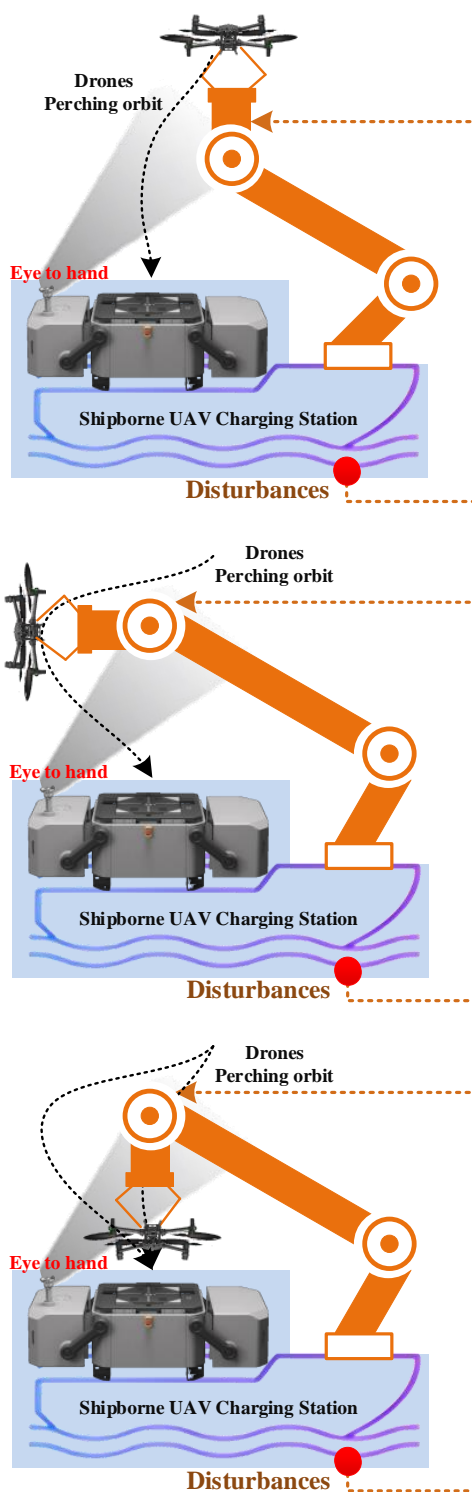 Drones
Perching orbit
Eye to hand
Shipborne UAV Charging Station
Disturbances
Drones
Perching orbit
Eye to hand
Shipborne UAV Charging Station
Disturbances
Drones
Perching orbit
Eye to hand
Shipborne UAV Charging Station
Disturbances